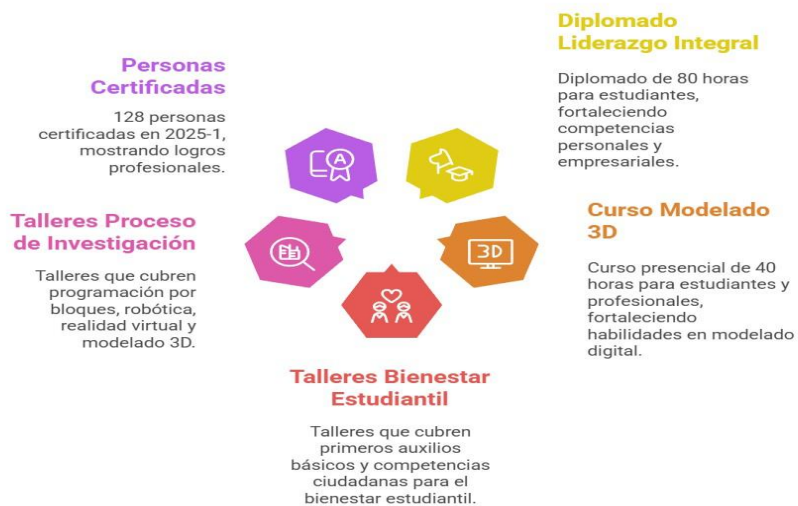 Personas
Certificadas
128 personas
certificadas en 2025-1,
mostrando logros
profesionales.
Diplomado
Liderazgo Integral
Diplomado de 80 horas
para estudiantes,
fortaleciendo
competencias
personales y
empresariales.
A
Talleres Proceso
de Investigación
Talleres que cubren
programación por
bloques, robótica,
realidad virtual y
modelado 3D.
3D
Curso Modelado
3D
Curso presencial de 40
horas para estudiantes y
profesionales,
fortaleciendo
habilidades en modelado
digital.
Talleres Bienestar
Estudiantil
Talleres que cubren
primeros auxilios
básicos y competencias
ciudadanas para el
bienestar estudiantil.